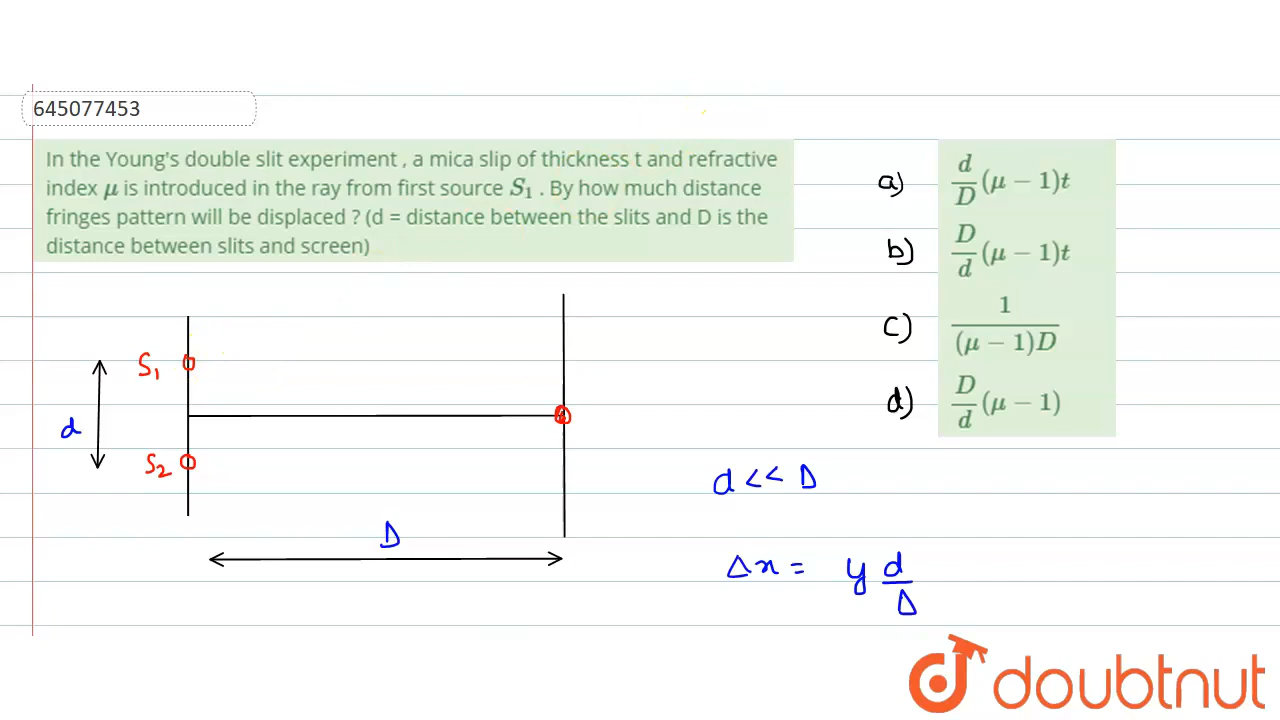 645077453
In the Young's double slit experiment , a mica slip of thickness t and refractive
index μ is introduced in the ray from first source S₁ . By how much distance
fringes pattern will be displaced ? (d = distance between the slits and D is the
distance between slits and screen)
a) d/D (μ − 1)t
b) D/d (μ − 1)t
c) 1/((μ − 1)D)
d) D/d (μ − 1)
S₁
d
S₂
D
d << D
Δx = y d/D
doubtnut